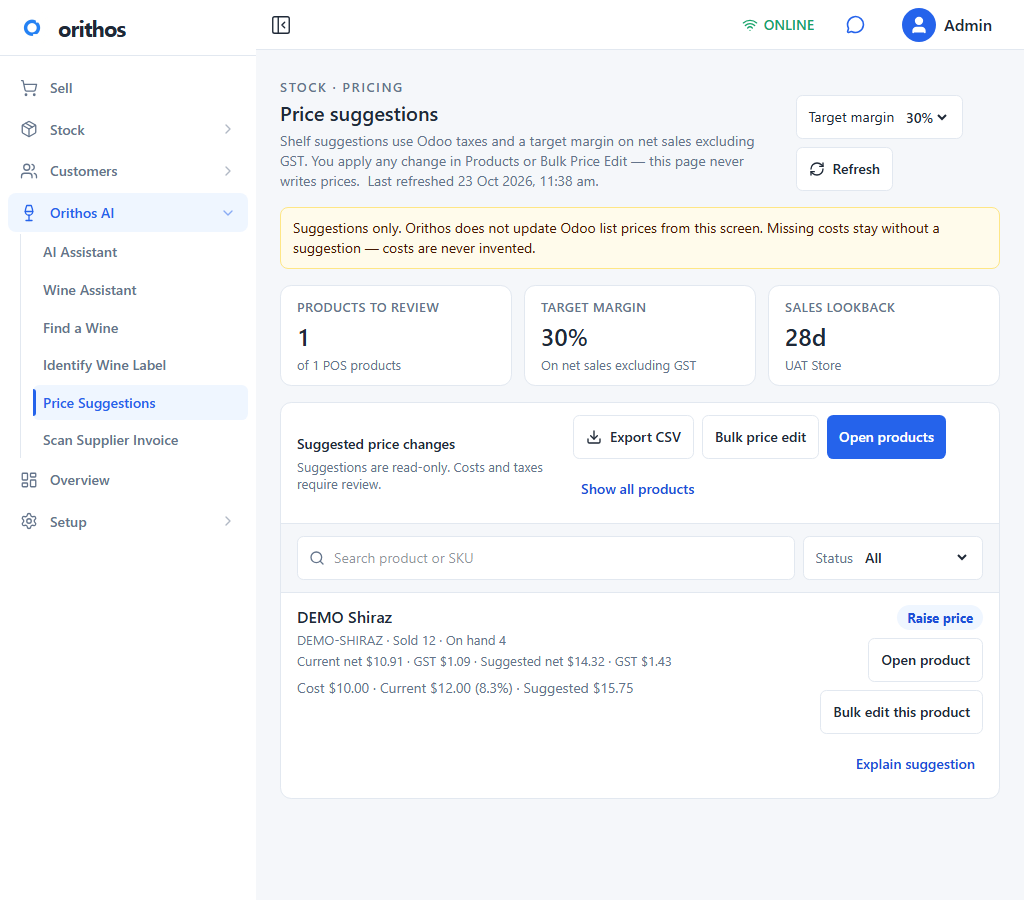 orithos
ONLINE
Admin
Sell
Stock
Customers
Orithos AI
AI Assistant
Wine Assistant
Find a Wine
Identify Wine Label
Price Suggestions
Scan Supplier Invoice
Overview
Setup
STOCK · PRICING
Price suggestions
Shelf suggestions use Odoo taxes and a target margin on net sales excluding
GST. You apply any change in Products or Bulk Price Edit — this page never
writes prices. Last refreshed 23 Oct 2026, 11:38 am.
Target margin 30%
Refresh
Suggestions only. Orithos does not update Odoo list prices from this screen. Missing costs stay without a
suggestion — costs are never invented.
PRODUCTS TO REVIEW
1
of 1 POS products
TARGET MARGIN
30%
On net sales excluding GST
SALES LOOKBACK
28d
UAT Store
Suggested price changes
Suggestions are read-only. Costs and taxes
require review.
Export CSV
Bulk price edit
Open products
Show all products
Search product or SKU
Status All
DEMO Shiraz
DEMO-SHIRAZ · Sold 12 · On hand 4
Current net $10.91 · GST $1.09 · Suggested net $14.32 · GST $1.43
Cost $10.00 · Current $12.00 (8.3%) · Suggested $15.75
Raise price
Open product
Bulk edit this product
Explain suggestion